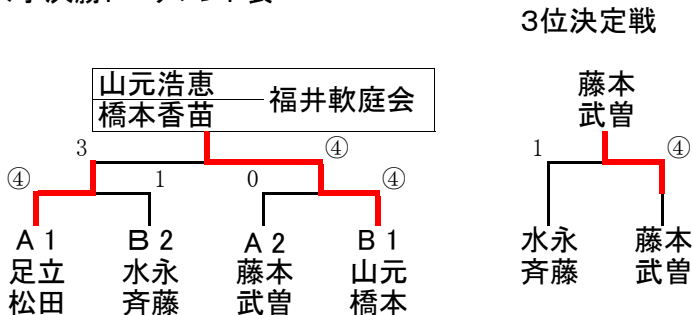 3位決定戦
山元浩恵
橋本香苗
福井軟庭会
藤本
武曽
3
④
1
④
④
1
0
④
A1
B2
A2
B1
足立
水永
藤本
山元
松田
斉藤
武曽
橋本
水永
藤本
斉藤
武曽